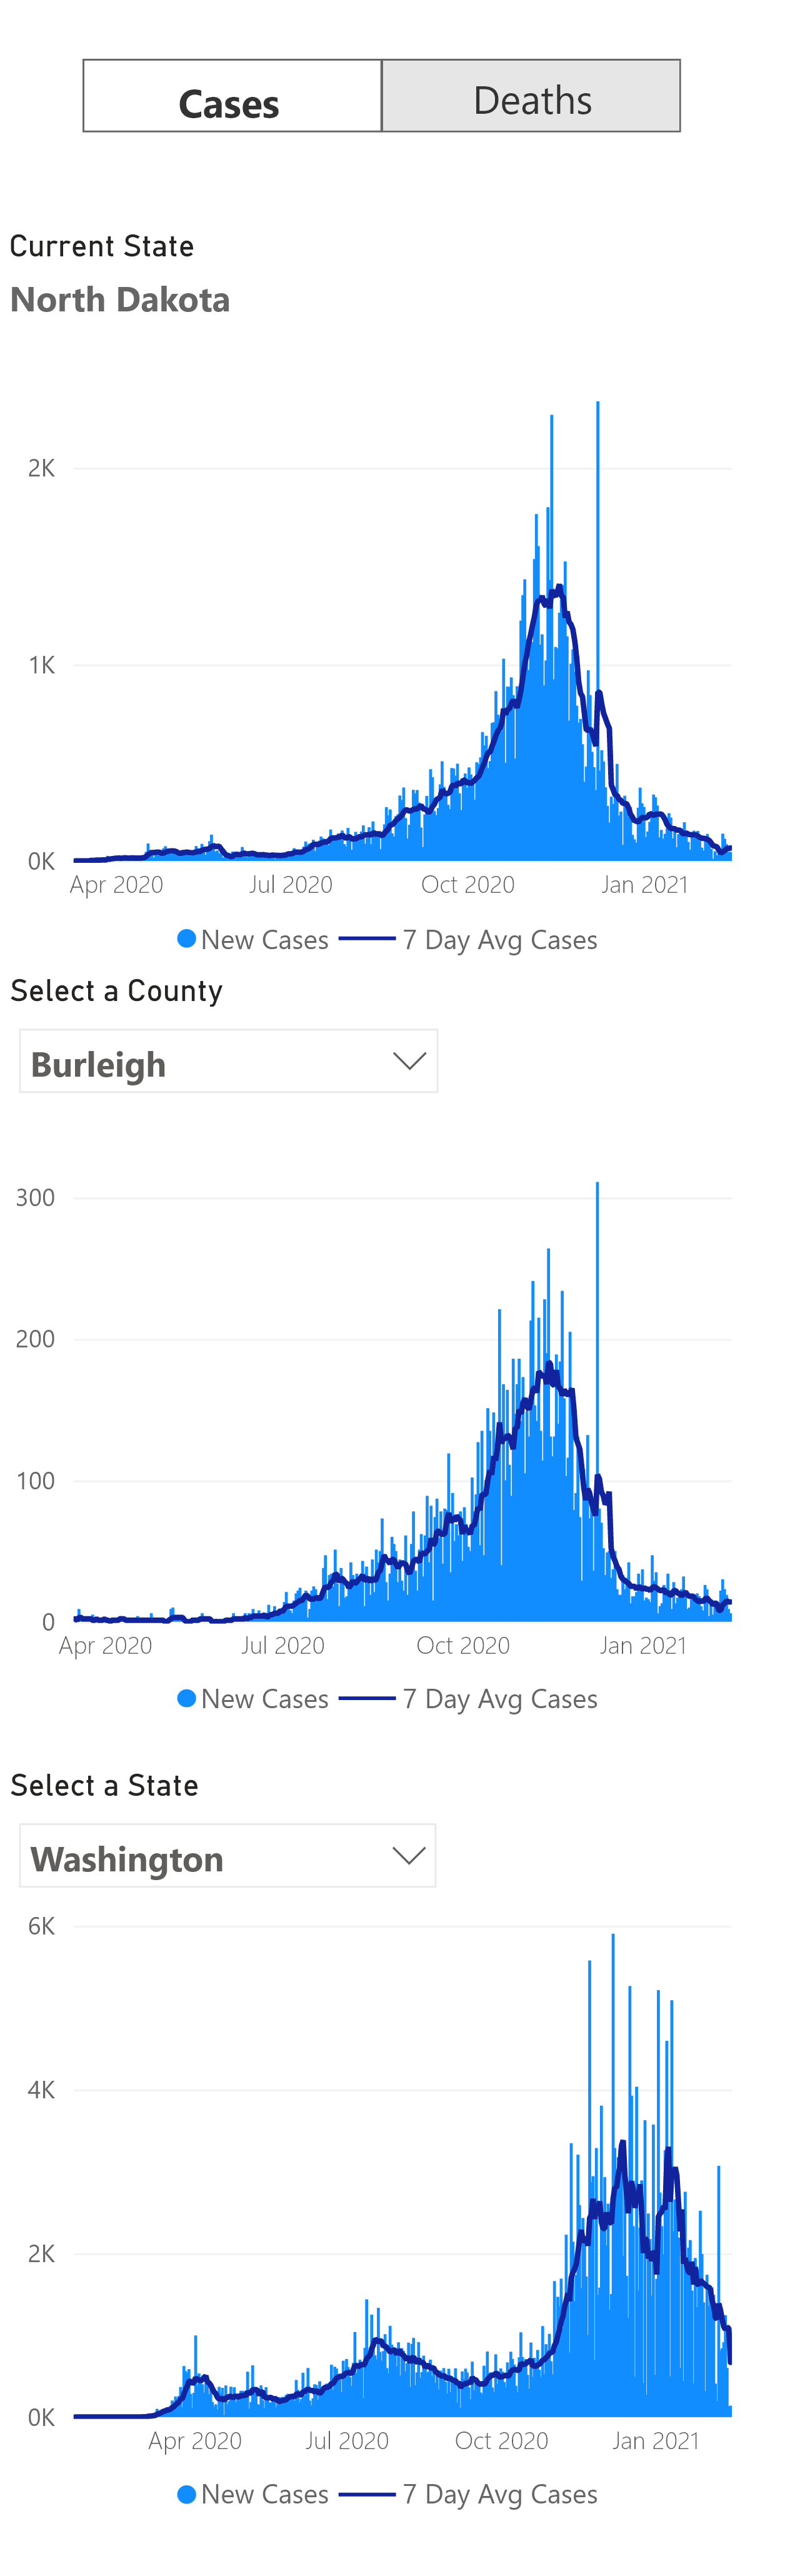 Cases Deaths
Current State
North Dakota
2K
1K
0K
Apr 2020 Jul 2020 Oct 2020 Jan 2021
New Cases 7 Day Avg Cases
Select a County
Burleigh
300
200
100
0
Apr 2020 Jul 2020 Oct 2020 Jan 2021
New Cases 7 Day Avg Cases
Select a State
Washington
6K
4K
2K
0K
Apr 2020 Jul 2020 Oct 2020 Jan 2021
New Cases 7 Day Avg Cases